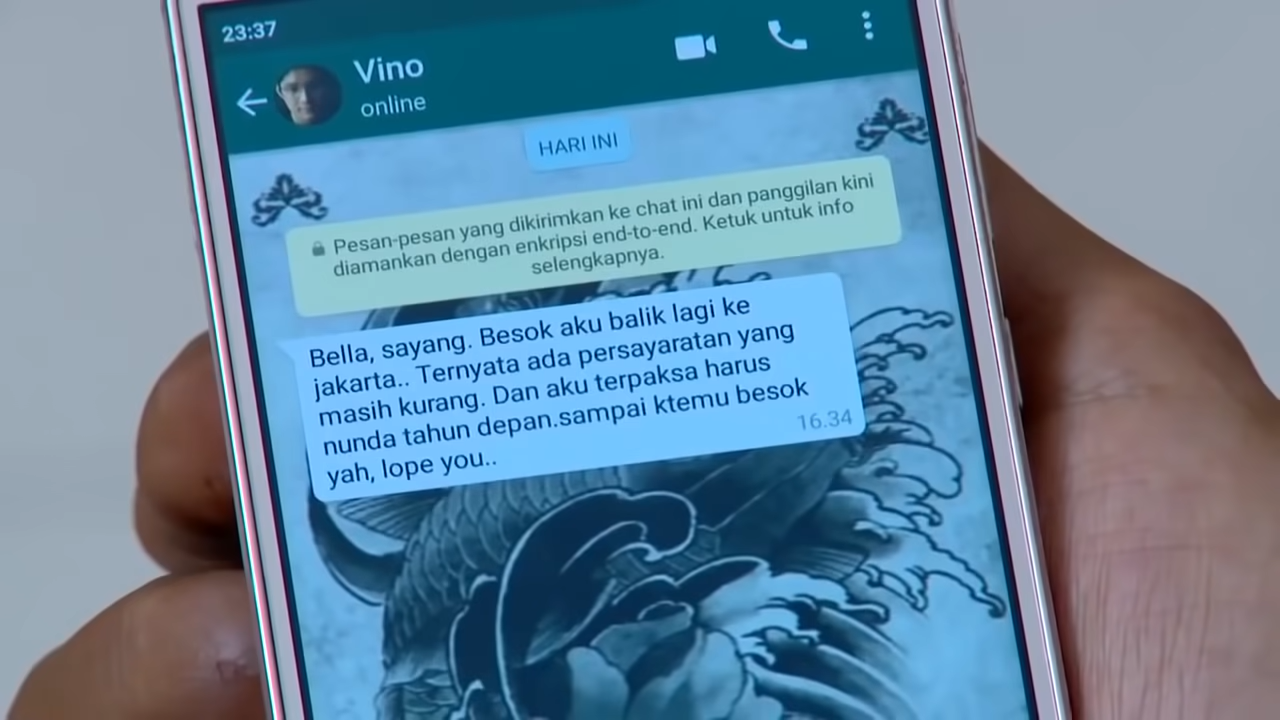 23:37
Vino
online
HARI INI
Pesan-pesan yang dikirimkan ke chat ini dan panggilan kini
diamankan dengan enkripsi end-to-end. Ketuk untuk info
selengkapnya.
Bella, sayang. Besok aku balik lagi ke
jakarta.. Ternyata ada persayaratan yang
masih kurang. Dan aku terpaksa harus
nunda tahun depan.sampai ktemu besok
yah, lope you..
16.34